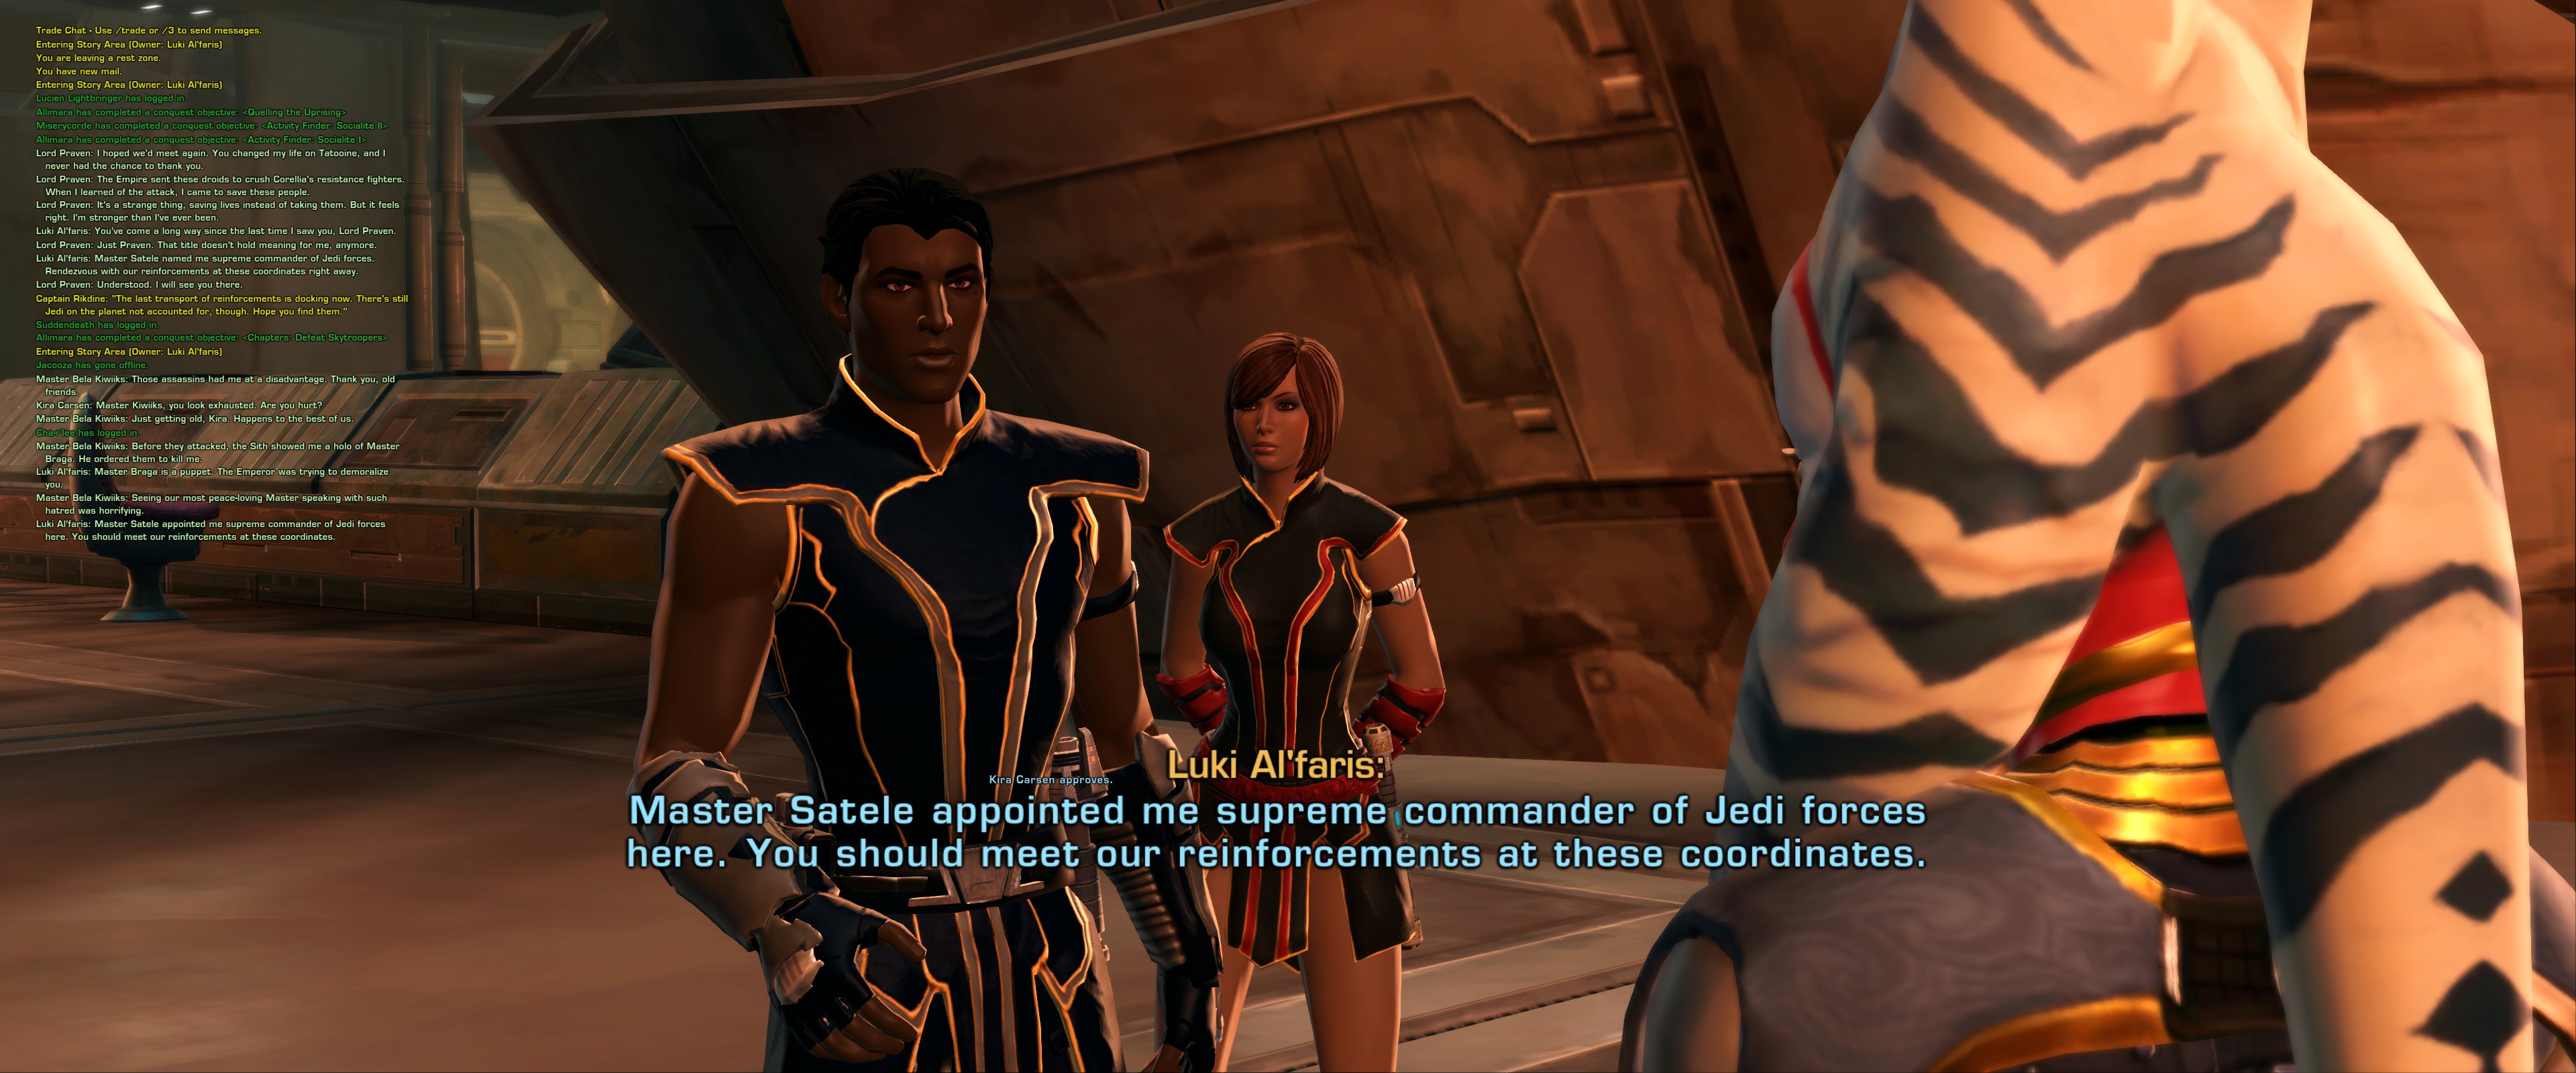 Trade Chat - Use /trade or /3 to send messages.
Entering Story Area (Owner: Luki Al'faris)
You are leaving a rest zone.
You have new mail.
Entering Story Area (Owner: Luki Al'faris)
Lucien Lightbringer has logged in.
Allimara has completed a conquest objective: <Quelling the Uprising>
Miserycorde has completed a conquest objective: <Activity Finder: Socialite II>
Allimara has completed a conquest objective: <Activity Finder: Socialite I>
Lord Praven: I hoped we'd meet again. You changed my life on Tatooine, and I
never had the chance to thank you.
Lord Praven: The Empire sent these droids to crush Corellia's resistance fighters.
When I learned of the attack, I came to save these people.
Lord Praven: It's a strange thing, saving lives instead of taking them. But it feels
right. I'm stronger than I've ever been.
Luki Al'faris: You've come a long way since the last time I saw you, Lord Praven.
Lord Praven: Just Praven. That title doesn't hold meaning for me, anymore.
Luki Al'faris: Master Satele named me supreme commander of Jedi forces.
Rendezvous with our reinforcements at these coordinates right away.
Lord Praven: Understood. I will see you there.
Captain Rikdine: "The last transport of reinforcements is docking now. There's still
Jedi on the planet not accounted for, though. Hope you find them."
Suddendeath has logged in.
Allimara has completed a conquest objective: <Chapters: Defeat Skytroopers>
Entering Story Area (Owner: Luki Al'faris)
Jacooza has gone offline.
Master Bela Kiwiiks: Those assassins had me at a disadvantage. Thank you, old
friends.
Kira Carsen: Master Kiwiiks, you look exhausted. Are you hurt?
Master Bela Kiwiiks: Just getting old, Kira. Happens to the best of us.
has logged in.
Master Bela Kiwiiks: Before they attacked, the Sith showed me a holo of Master
Braga. He ordered them to kill me.
Luki Al'faris: Master Braga is a puppet. The Emperor was trying to demoralize
you.
Master Bela Kiwiiks: Seeing our most peace-loving Master speaking with such
hatred was horrifying.
Luki Al'faris: Master Satele appointed me supreme commander of Jedi forces
here. You should meet our reinforcements at these coordinates.
Kira Carsen approves.
Luki Al'faris:
Master Satele appointed me supreme commander of Jedi forces
here. You should meet our reinforcements at these coordinates.